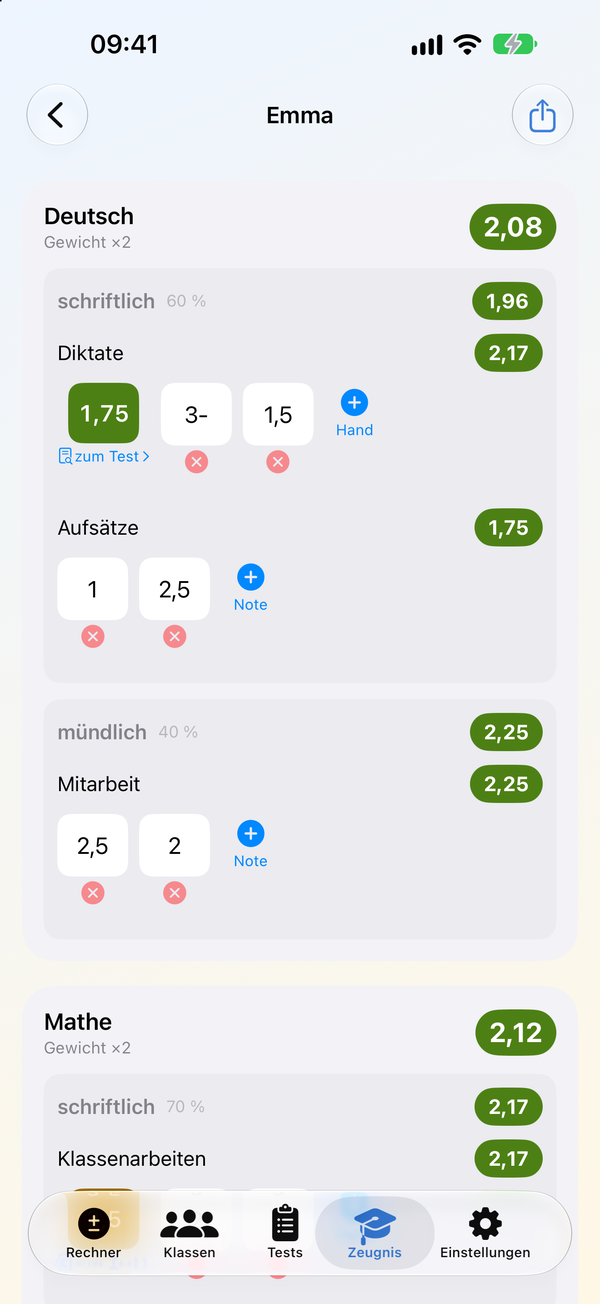 09:41
Emma
Deutsch
2,08
Gewicht ×2
schriftlich 60 %
1,96
Diktate
2,17
1,75
3-
1,5
Hand
zum Test
Aufsätze
1,75
1
2,5
Note
mündlich 40 %
2,25
Mitarbeit
2,25
2,5
2
Note
Mathe
2,12
Gewicht ×2
schriftlich 70 %
2,17
Klassenarbeiten
2,17
Rechner
Klassen
Tests
Zeugnis
Einstellungen